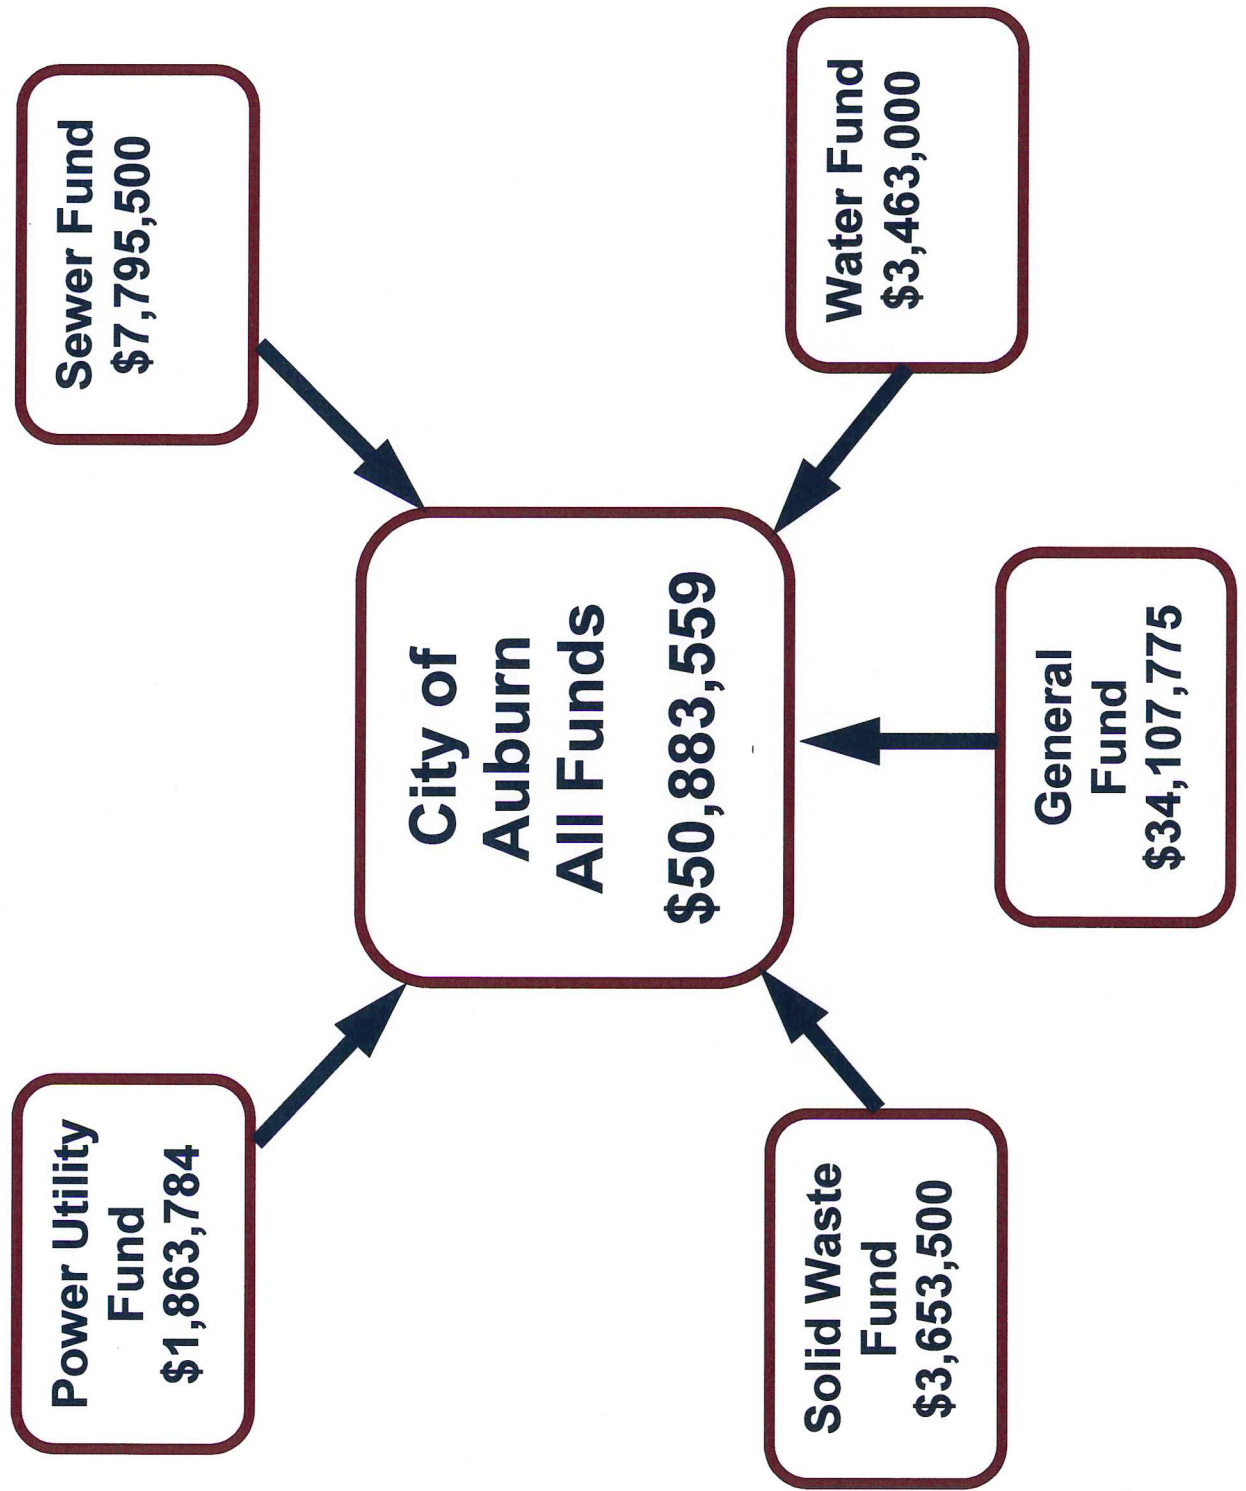 Power Utility
Fund
$1,863,784
Sewer Fund
$7,795,500
City of
Auburn
All Funds
$50,883,559
Solid Waste
Fund
$3,653,500
General
Fund
$34,107,775
Water Fund
$3,463,000